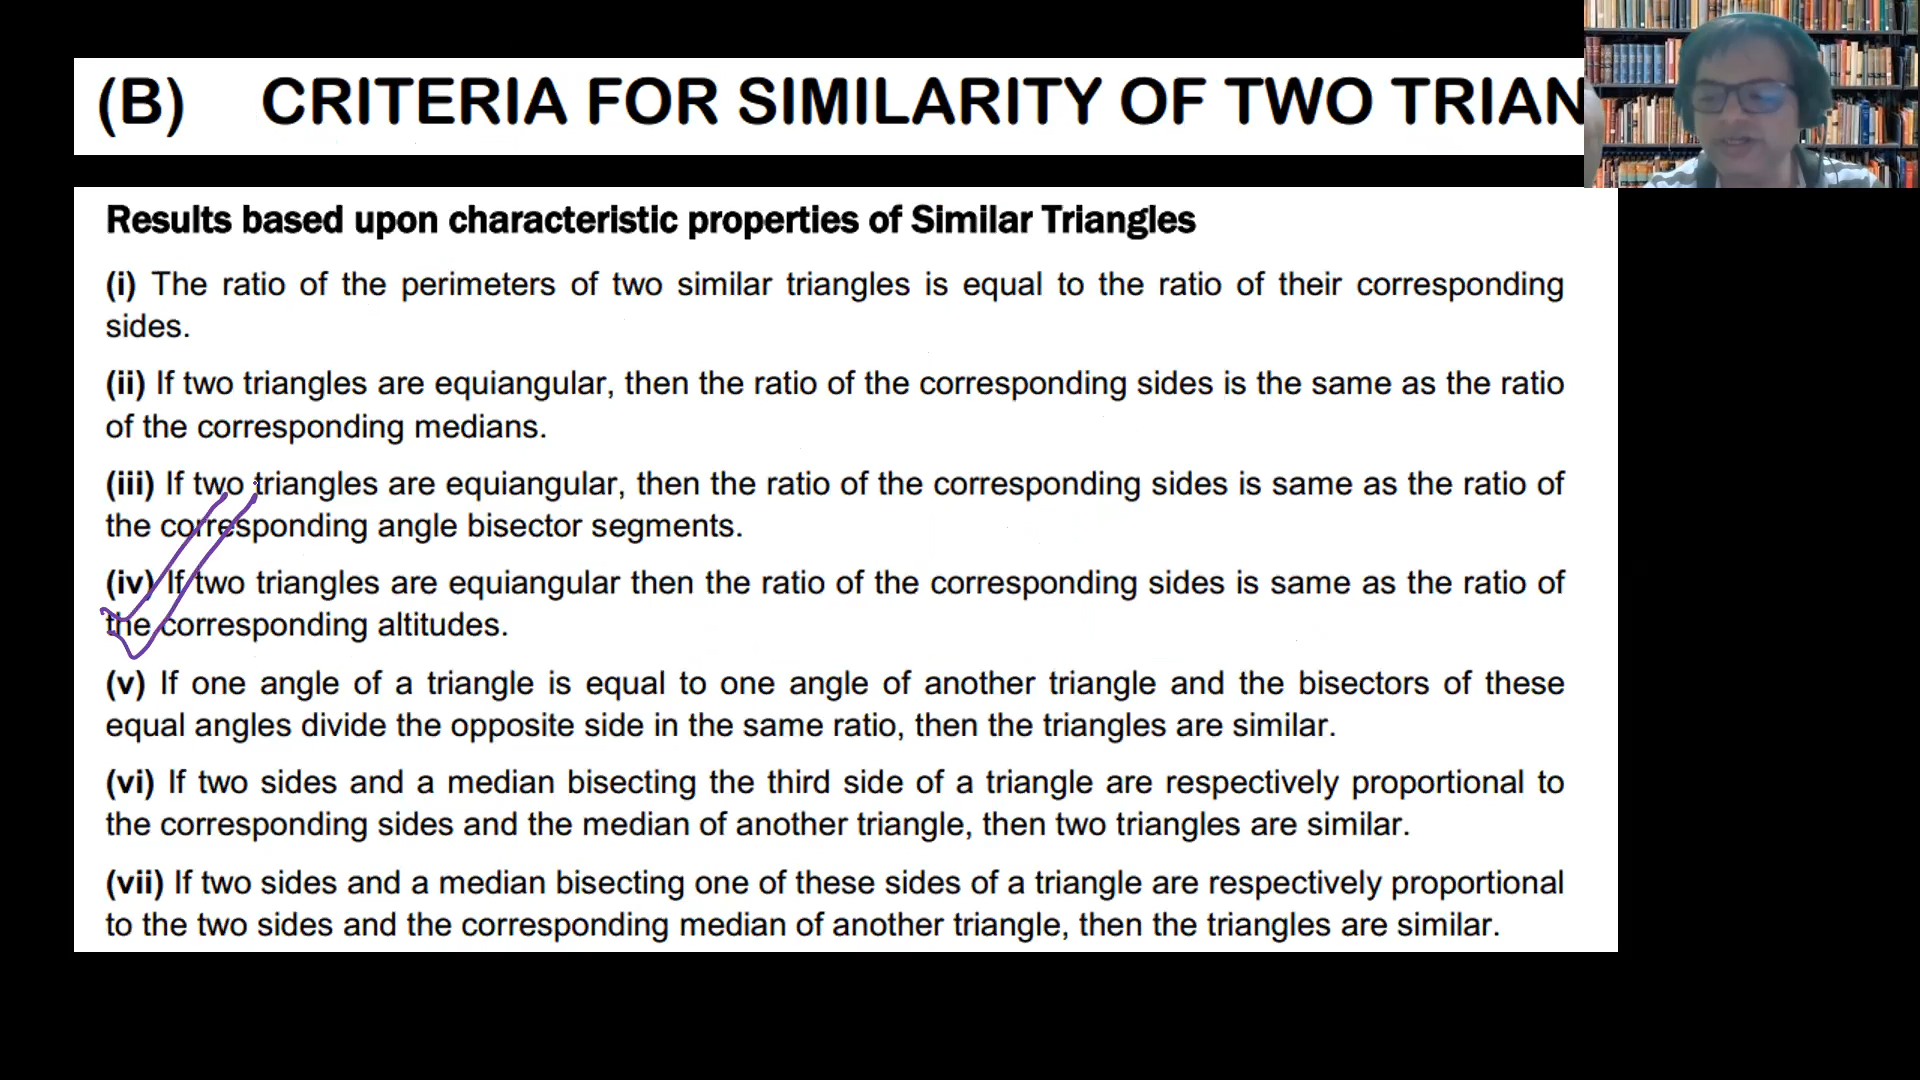 (B) CRITERIA FOR SIMILARITY OF TWO TRIAN
Results based upon characteristic properties of Similar Triangles
(i) The ratio of the perimeters of two similar triangles is equal to the ratio of their corresponding
sides.
(ii) If two triangles are equiangular, then the ratio of the corresponding sides is the same as the ratio
of the corresponding medians.
(iii) If two triangles are equiangular, then the ratio of the corresponding sides is same as the ratio of
the corresponding angle bisector segments.
(iv) If two triangles are equiangular then the ratio of the corresponding sides is same as the ratio of
the corresponding altitudes.
(v) If one angle of a triangle is equal to one angle of another triangle and the bisectors of these
equal angles divide the opposite side in the same ratio, then the triangles are similar.
(vi) If two sides and a median bisecting the third side of a triangle are respectively proportional to
the corresponding sides and the median of another triangle, then two triangles are similar.
(vii) If two sides and a median bisecting one of these sides of a triangle are respectively proportional
to the two sides and the corresponding median of another triangle, then the triangles are similar.